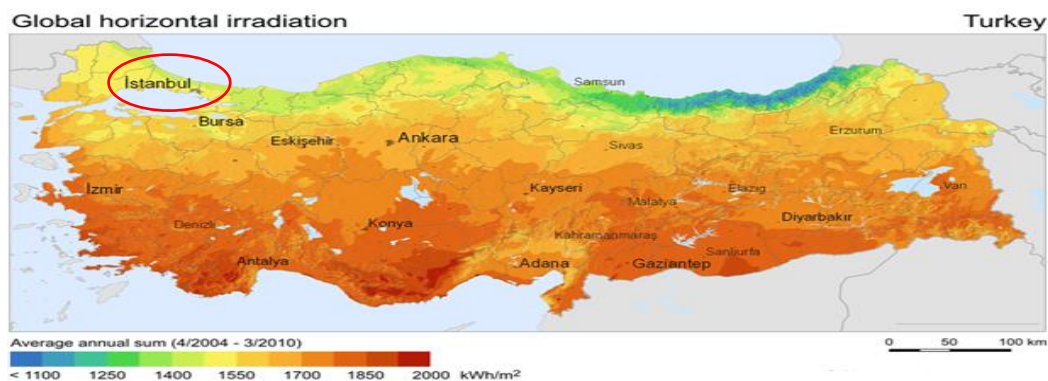 Global horizontal irradiation Turkey
İstanbul
Samsun
Bursa
Ankara
Eskişehir
Erzurum
Sivas
İzmir
Kayseri
Elazig
Van
Malatya
Diyarbakır
Denizli
Konya
Kahramanmaraş
Sanliurfa
Antalya
Adana
Gaziantep
Average annual sum (4/2004 - 3/2010)
0 50 100 km
< 1100 1250 1400 1550 1700 1850 2000 kWh/m²